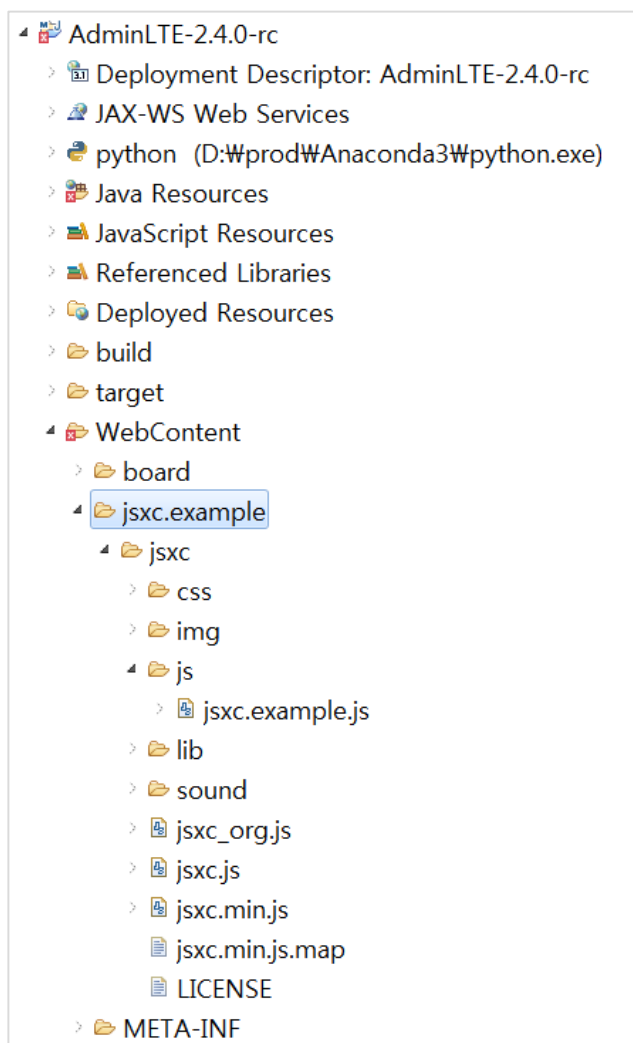 AdminLTE-2.4.0-rc
Deployment Descriptor: AdminLTE-2.4.0-rc
JAX-WS Web Services
python (D:₩prod₩Anaconda3₩python.exe)
Java Resources
JavaScript Resources
Referenced Libraries
Deployed Resources
build
target
WebContent
board
jsxc.example
jsxc
css
img
js
jsxc.example.js
lib
sound
jsxc_org.js
jsxc.js
jsxc.min.js
jsxc.min.js.map
LICENSE
META-INF